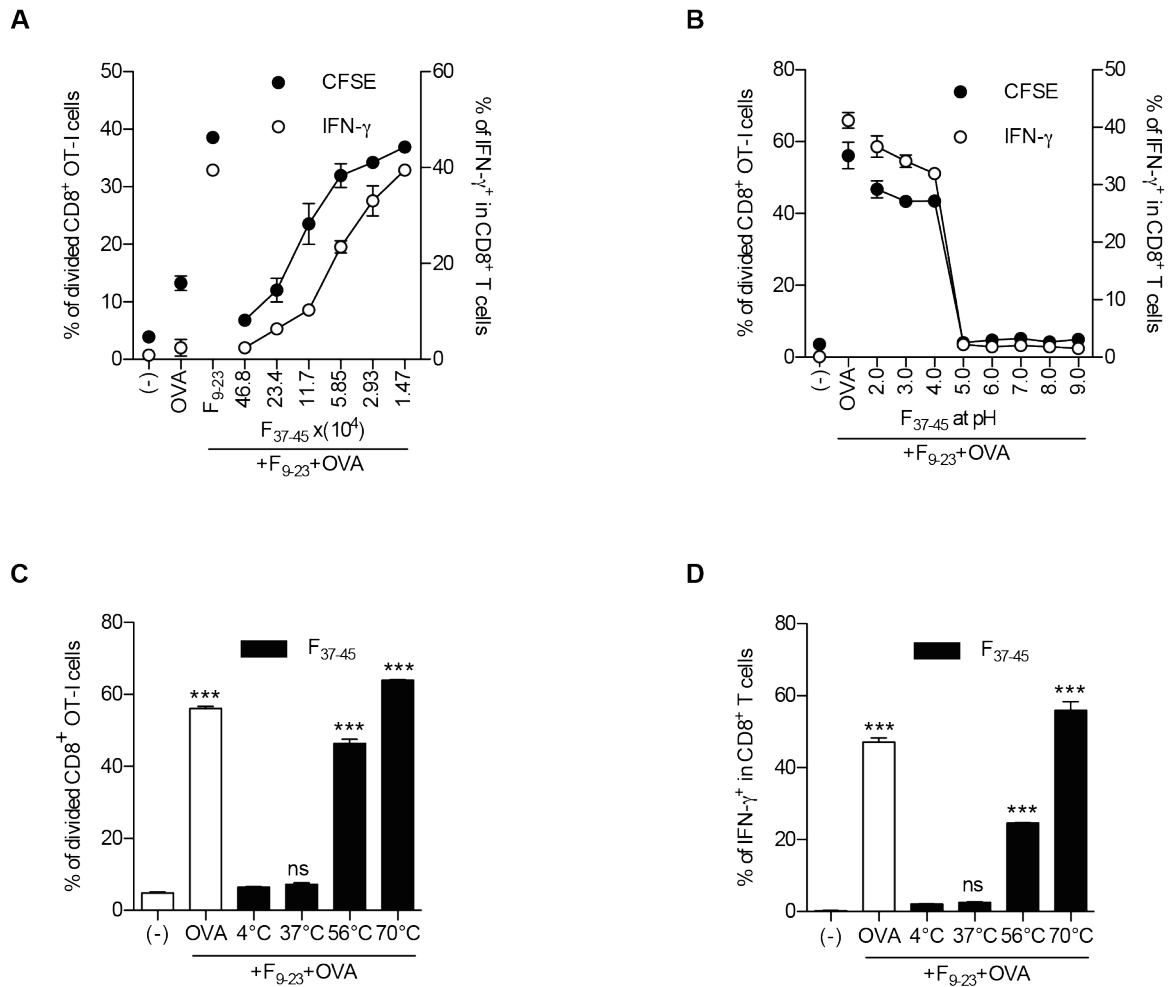 A
50
40
30
20
10
0
% of divided CD8+ OT-I cells
60
40
20
0
% of IFN-γ+ in CD8+ T cells
CFSE
IFN-γ
(-)
OVA
F9-23
46.8
23.4
11.7
5.85
2.93
1.47
F37-45 x(10^4)
+F9-23+OVA
B
80
60
40
20
0
% of divided CD8+ OT-I cells
50
40
30
20
10
0
% of IFN-γ+ in CD8+ T cells
CFSE
IFN-γ
(-)
OVA
2.0
3.0
4.0
5.0
6.0
7.0
8.0
9.0
F37-45 at pH
+F9-23+OVA
C
80
60
40
20
0
% of divided CD8+ OT-I cells
F37-45
***
ns
***
***
(-) OVA 4°C 37°C 56°C 70°C
+F9-23+OVA
D
80
60
40
20
0
% of IFN-γ+ in CD8+ T cells
F37-45
***
ns
***
***
(-) OVA 4°C 37°C 56°C 70°C
+F9-23+OVA